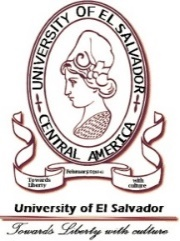 UNIVERSITY OF EL SALVADOR
CENTRAL AMERICA
Towards
Liberty
with
culture
University of El Salvador
Towards Liberty with culture